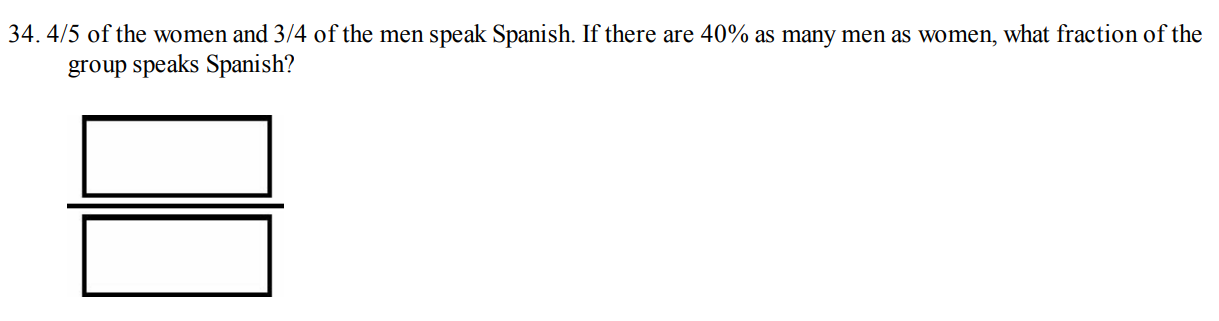 34. 4/5 of the women and 3/4 of the men speak Spanish. If there are 40% as many men as women, what fraction of the
group speaks Spanish?